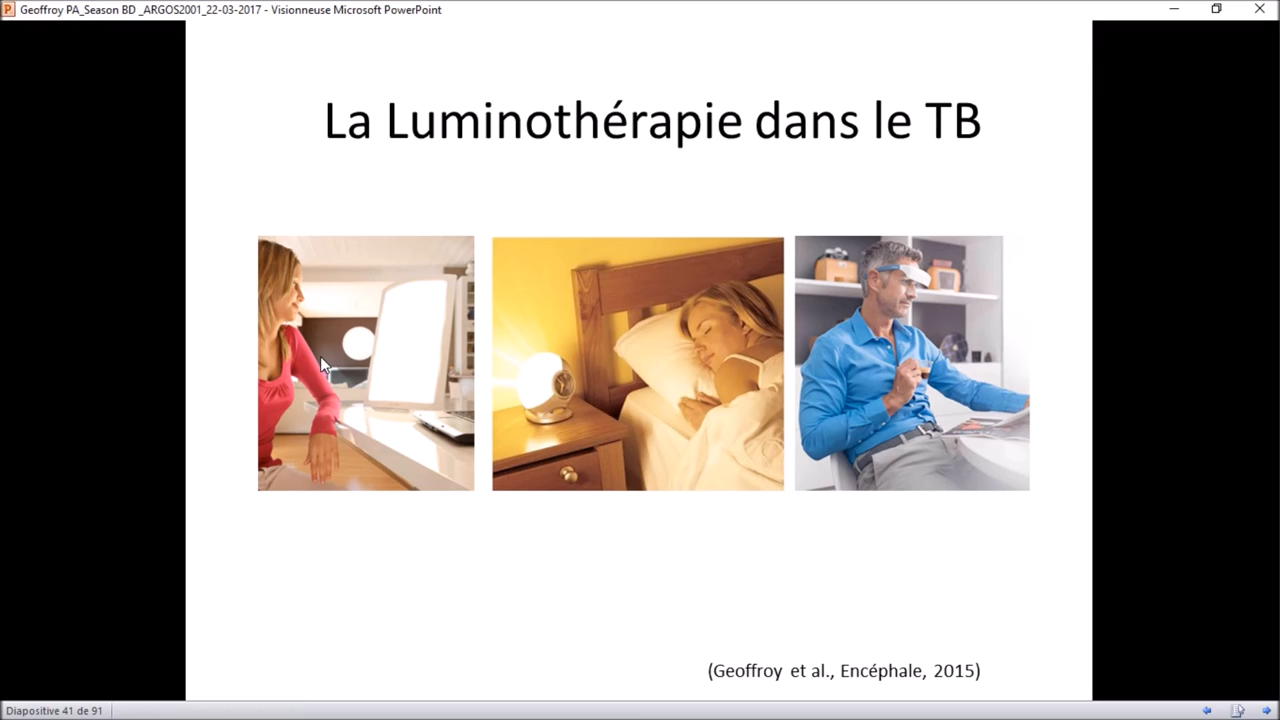 Geoffroy PA_Season BD _ARGOS2001_22-03-2017 - Visionneuse Microsoft PowerPoint
La Luminothérapie dans le TB
(Geoffroy et al., Encéphale, 2015)
Diapositive 41 de 91